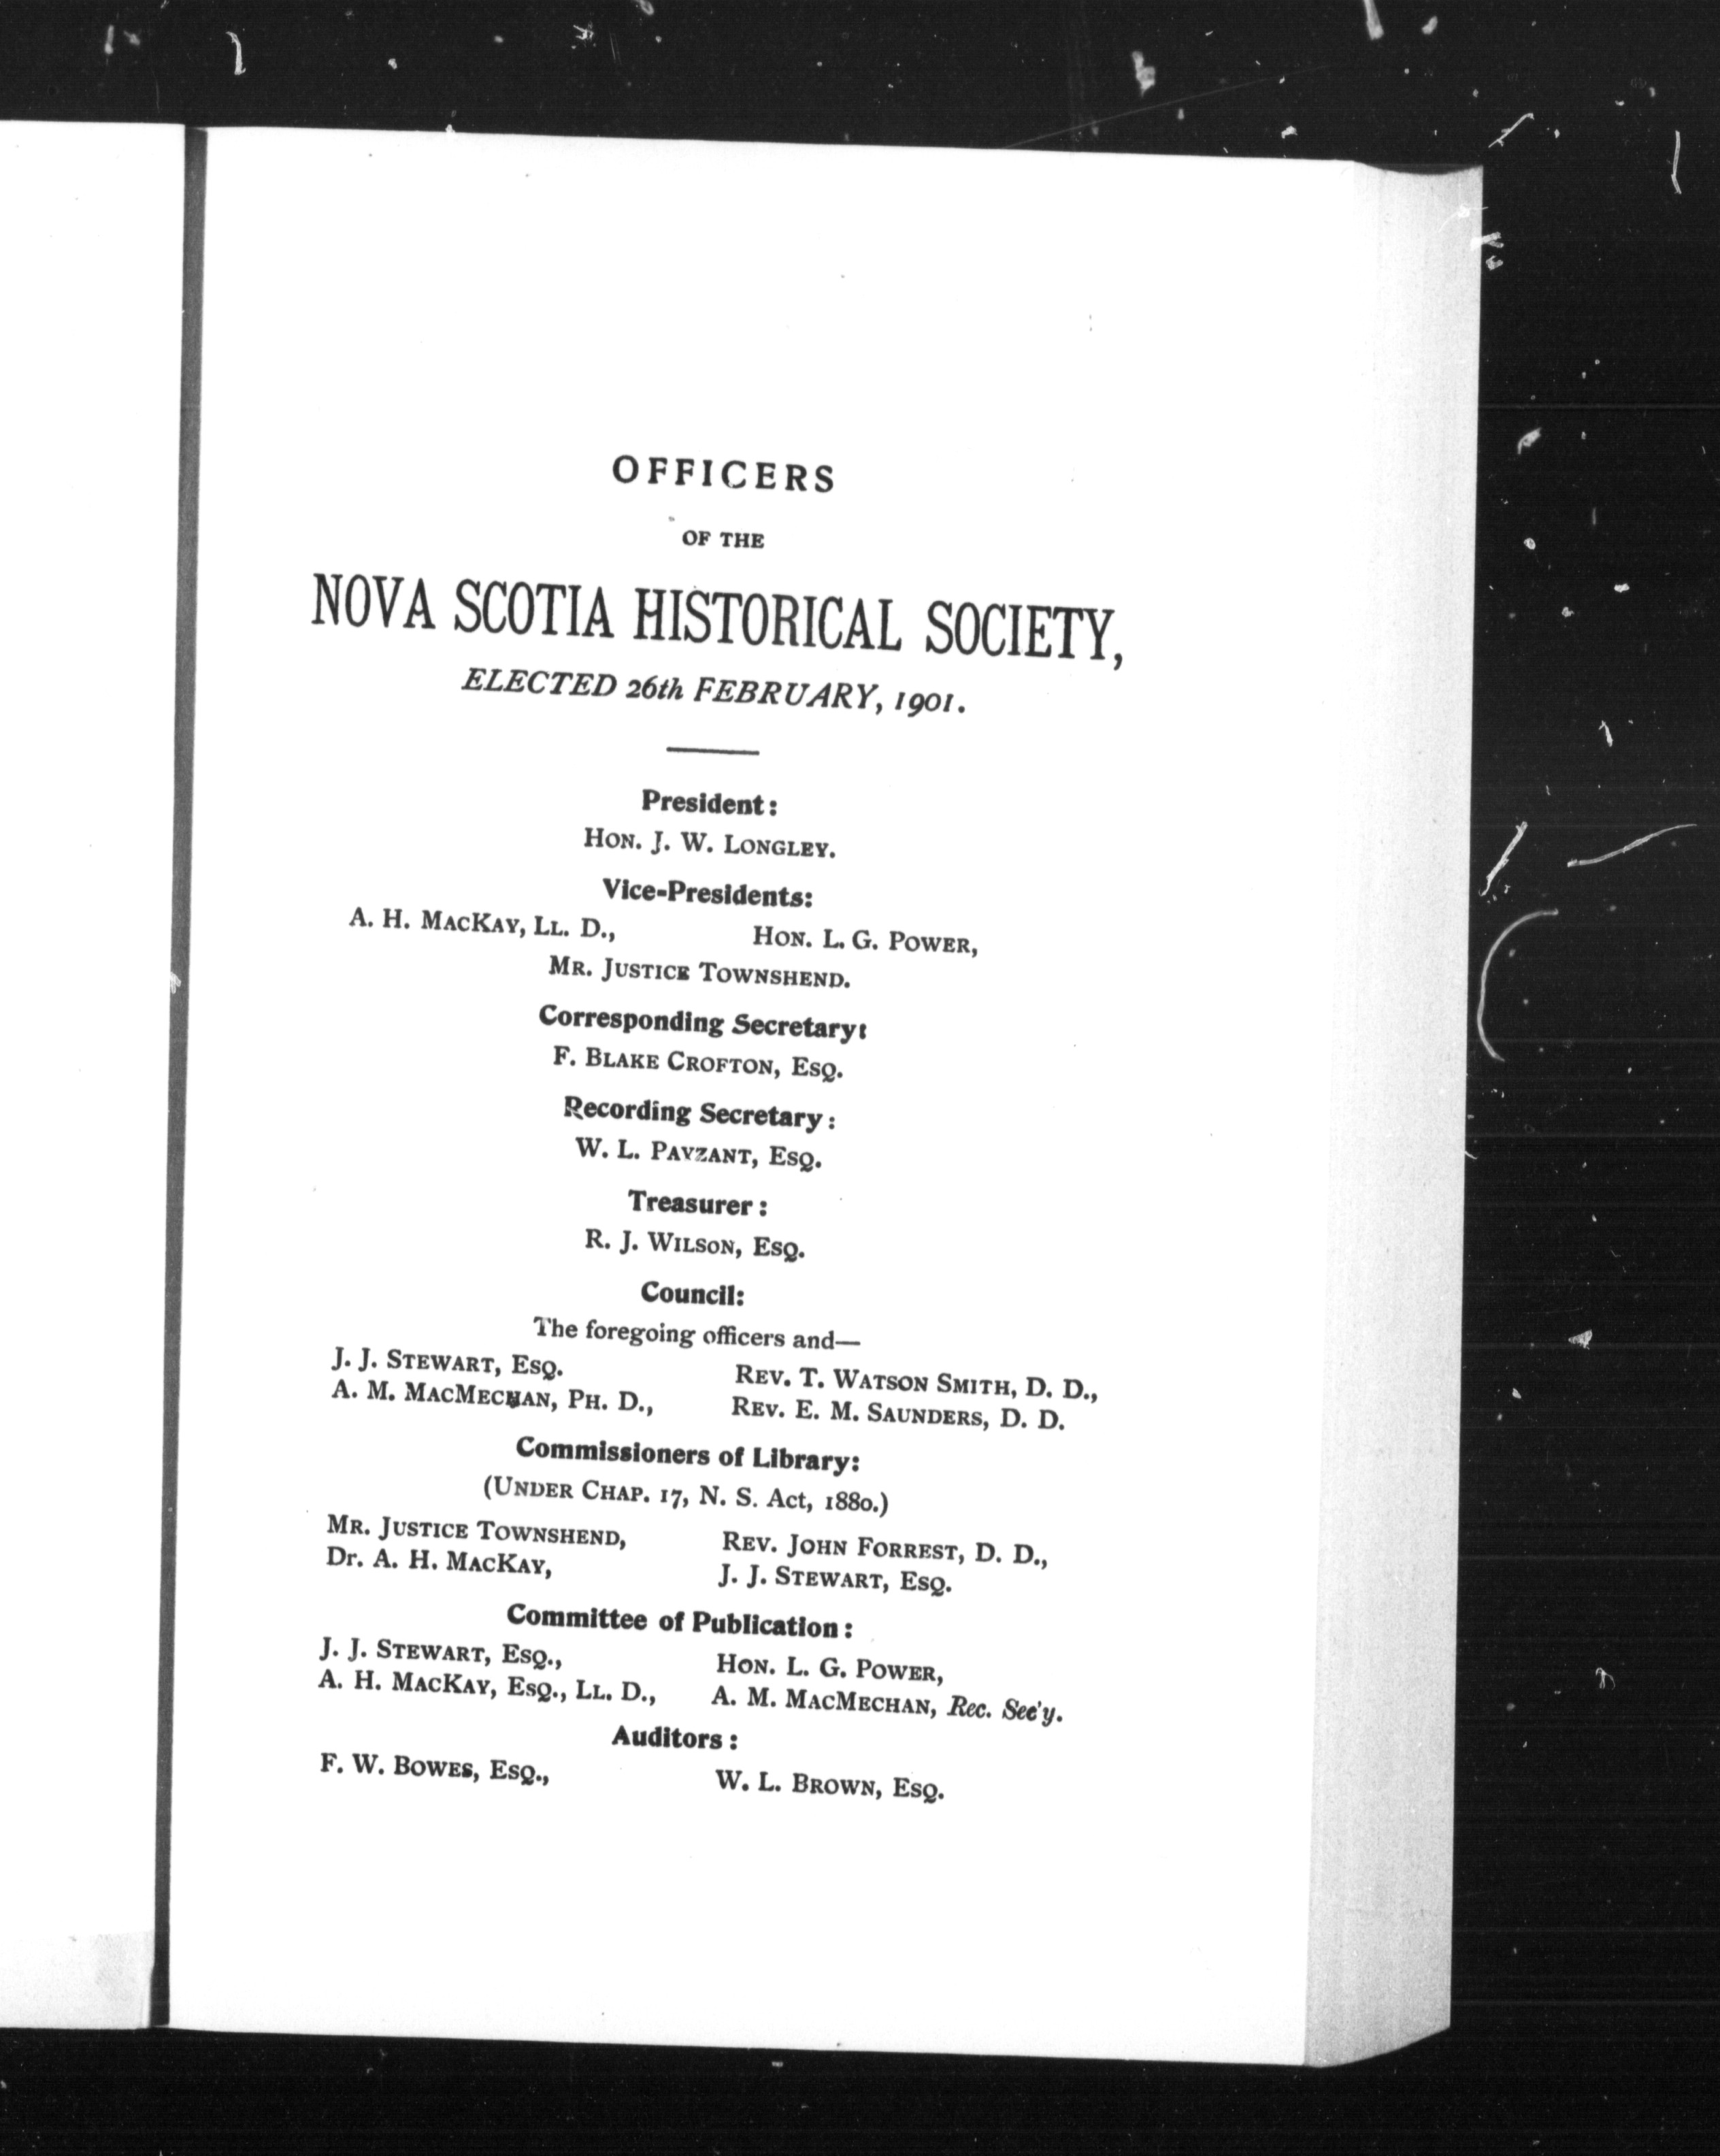 OFFICERS
OF THE
NOVA SCOTIA HISTORICAL SOCIETY,
ELECTED 26th FEBRUARY, 1901.
President:
HON. J. W. LONGLEY.
Vice-Presidents:
A. H. MACKAY, LL. D., HON. L. G. POWER,
MR. JUSTICE TOWNSHEND.
Corresponding Secretary:
F. BLAKE CROFTON, ESQ.
Recording Secretary:
W. L. PAYZANT, ESQ.
Treasurer:
R. J. WILSON, ESQ.
Council:
The foregoing officers and—
J. J. STEWART, ESQ. REV. T. WATSON SMITH, D. D.,
A. M. MACMECHAN, PH. D., REV. E. M. SAUNDERS, D. D.
Commissioners of Library:
(UNDER CHAP. 17, N. S. Act, 1880.)
MR. JUSTICE TOWNSHEND, REV. JOHN FORREST, D. D.,
Dr. A. H. MACKAY, J. J. STEWART, ESQ.
Committee of Publication:
J. J. STEWART, ESQ., HON. L. G. POWER,
A. H. MACKAY, ESQ., LL. D., A. M. MACMECHAN, Rec. Sec'y.
Auditors:
F. W. BOWES, ESQ., W. L. BROWN, ESQ.